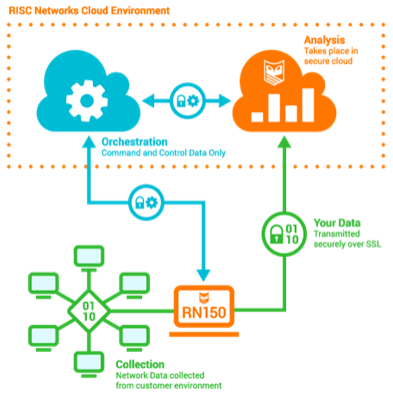 RISC Networks Cloud Environment
Analysis
Takes place in
secure cloud
Orchestration
Command and Control Data Only
01
10
Your Data
Transmitted
securely over SSL
01
10
RN150
Collection
Network Data collected
from customer environment